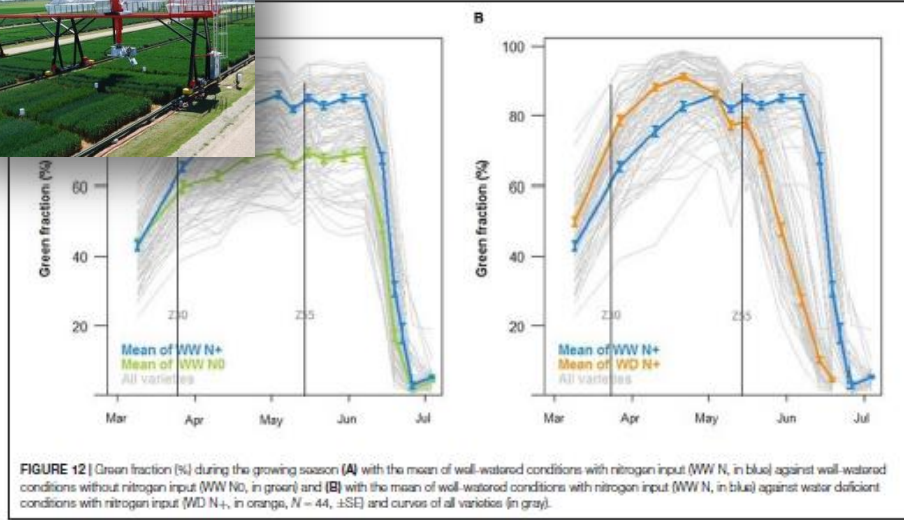 B
Green fraction (%)
60
40
20
Z30
Z55
Mean of WW N+
Mean of WW N0
All varieties
Mar Apr May Jun Jul
Green fraction (%)
100
80
60
40
20
Z30
Z55
Mean of WW N+
Mean of WD N+
All varieties
Mar Apr May Jun Jul
FIGURE 12 | Green fraction (%) during the growing season (A) with the mean of well-watered conditions with nitrogen input (WW N, in blue) against well-watered
conditions without nitrogen input (WW N0, in green) and (B) with the mean of well-watered conditions with nitrogen input (WW N, in blue) against water deficient
conditions with nitrogen input (WD N+, in orange, N = 44, ±SE) and curves of all varieties (in gray).